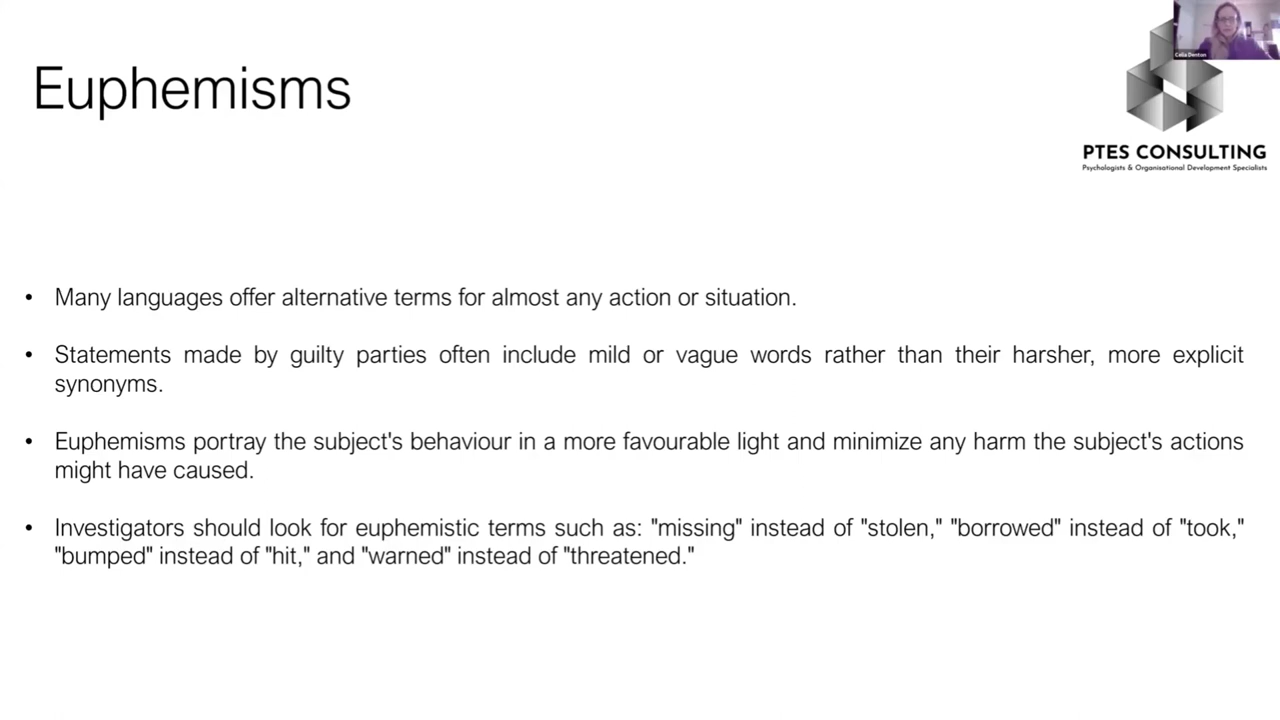 Celia Denton
Euphemisms
PTES CONSULTING
Psychologists & Organisational Development Specialists
• Many languages offer alternative terms for almost any action or situation.
• Statements made by guilty parties often include mild or vague words rather than their harsher, more explicit
synonyms.
• Euphemisms portray the subject's behaviour in a more favourable light and minimize any harm the subject's actions
might have caused.
• Investigators should look for euphemistic terms such as: "missing" instead of "stolen," "borrowed" instead of "took,"
"bumped" instead of "hit," and "warned" instead of "threatened."